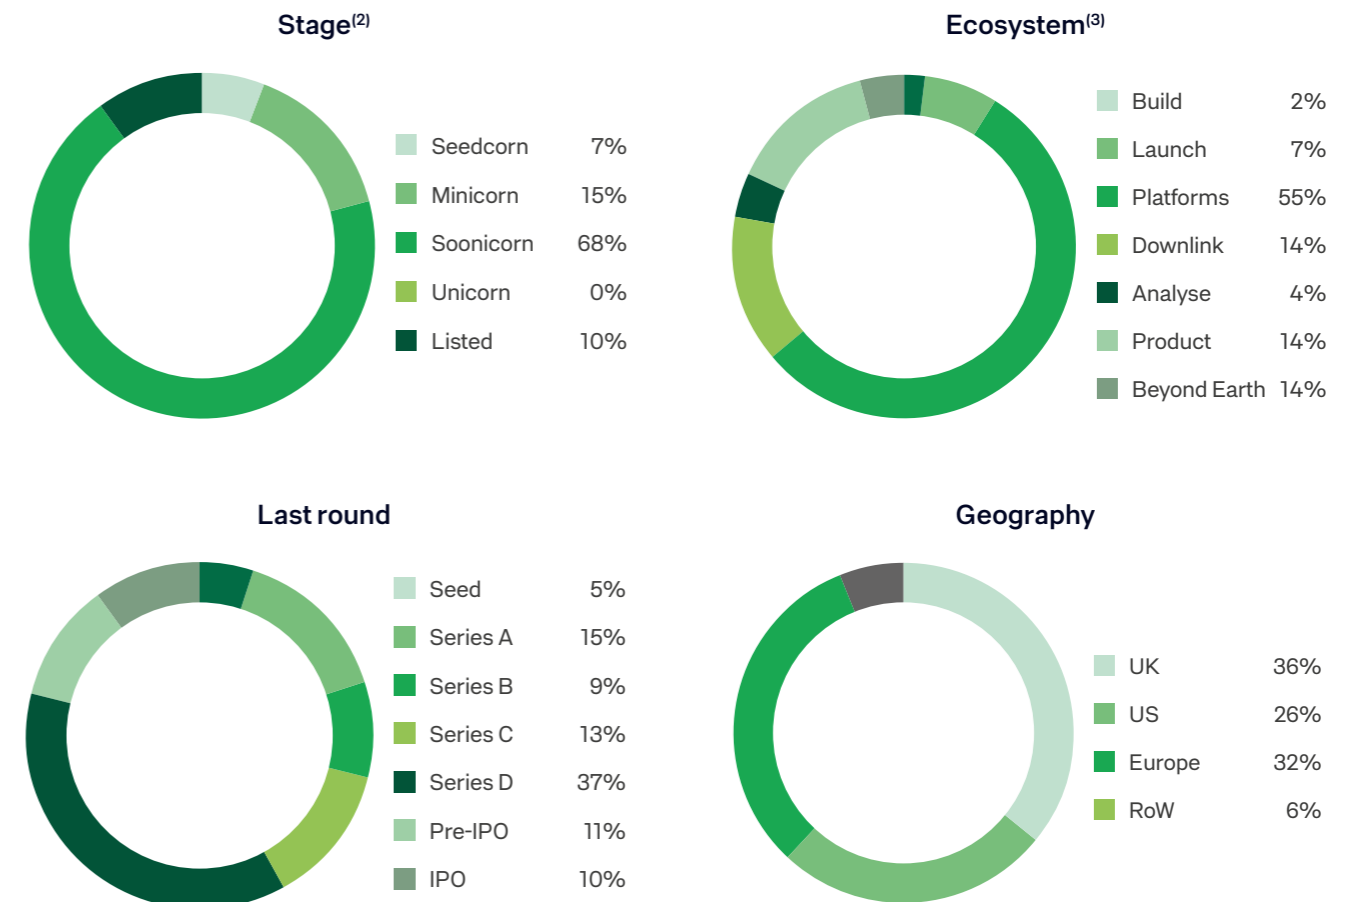 Stage(2)
Seedcorn 7%
Minicorn 15%
Soonicorn 68%
Unicorn 0%
Listed 10%
Ecosystem(3)
Build 2%
Launch 7%
Platforms 55%
Downlink 14%
Analyse 4%
Product 14%
Beyond Earth 14%
Last round
Seed 5%
Series A 15%
Series B 9%
Series C 13%
Series D 37%
Pre-IPO 11%
IPO 10%
Geography
UK 36%
US 26%
Europe 32%
RoW 6%